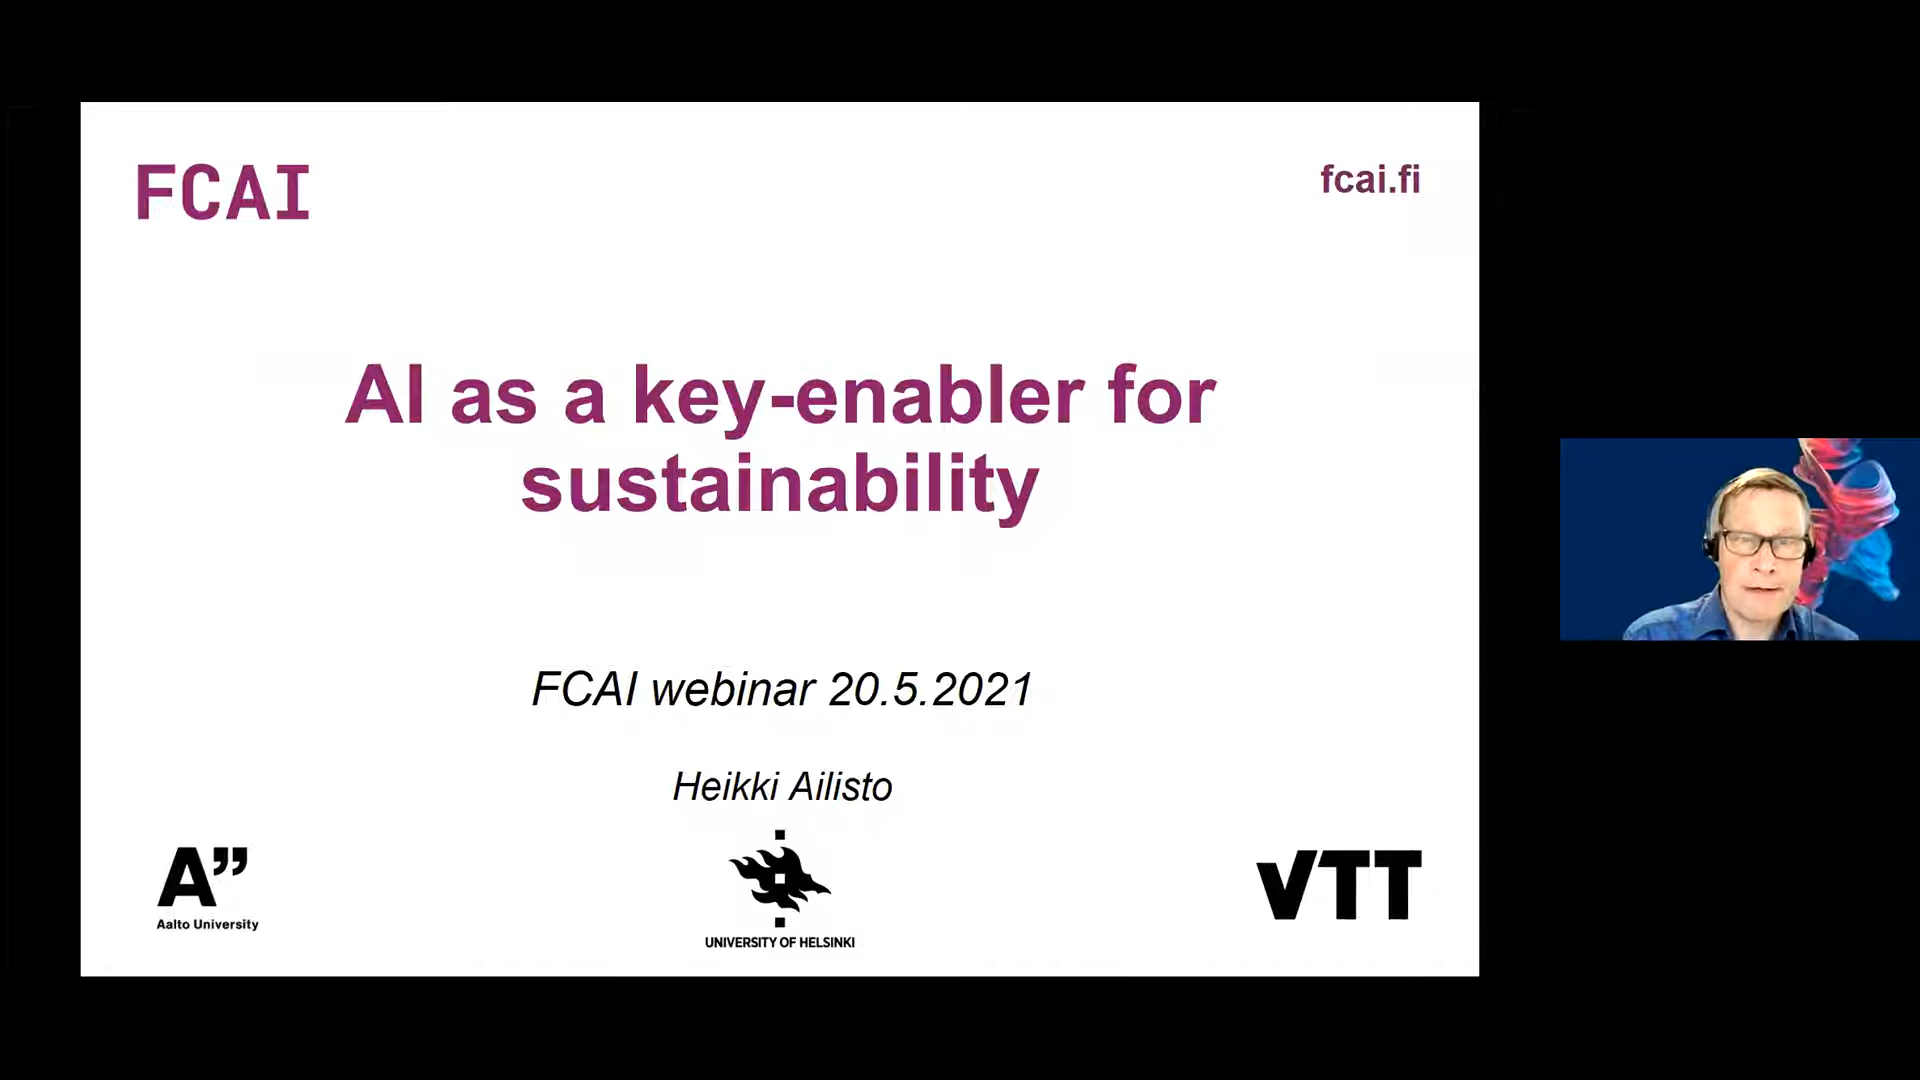 FCAI
fcai.fi
AI as a key-enabler for
sustainability
FCAI webinar 20.5.2021
Heikki Ailisto
A”
Aalto University
UNIVERSITY OF HELSINKI
VTT